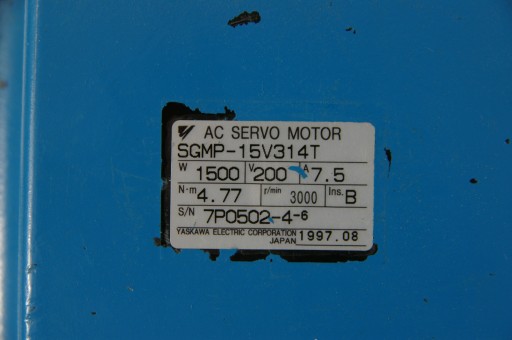 AC SERVO MOTOR
SGMP-15V314T
W 1500 V 200 A 7.5
N·m 4.77 r/min 3000 Ins. B
S/N 7P0502-4-6
YASKAWA ELECTRIC CORPORATION
JAPAN 1997.08